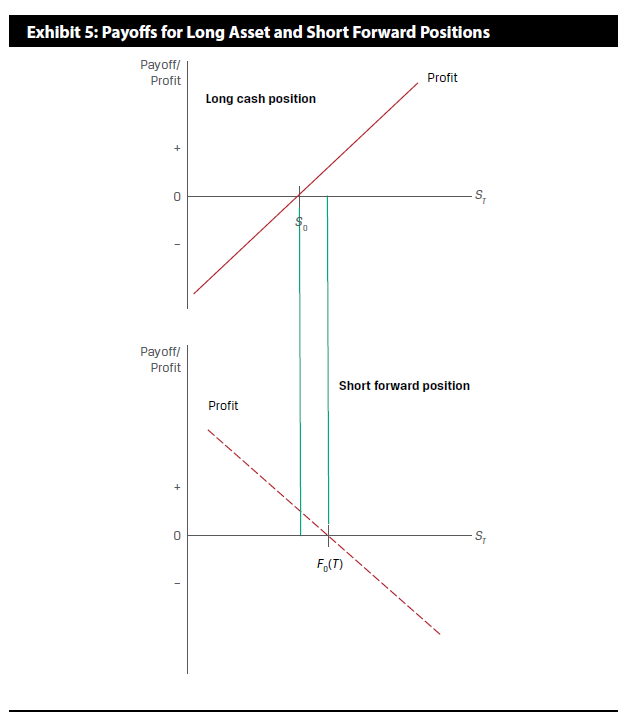 Exhibit 5: Payoffs for Long Asset and Short Forward Positions
Payoff/
Profit
Profit
Long cash position
+
0
S_T
S_0
–
Payoff/
Profit
Short forward position
Profit
+
0
S_T
F_0(T)
–